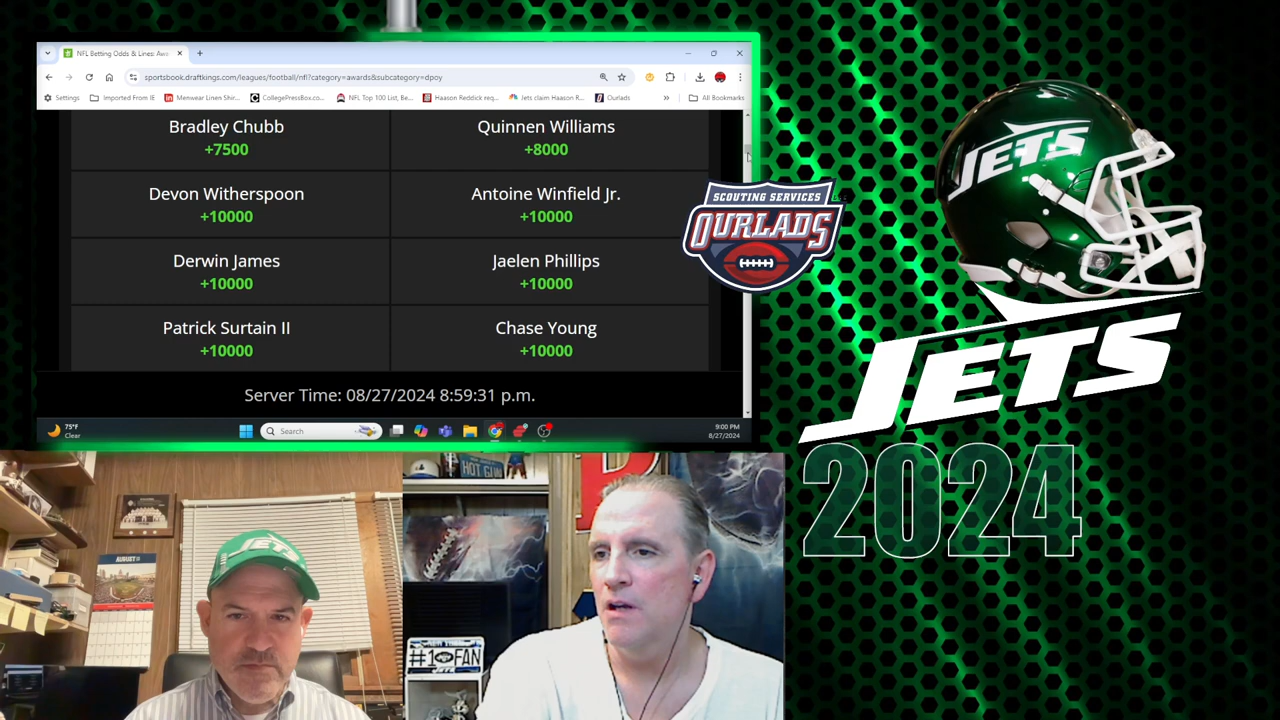 NFL Betting Odds & Lines: Awa
sportsbook.draftkings.com/leagues/football/nfl?category=awards&subcategory=dpoy
Settings
Imported From IE
Menwear Linen Shir...
CollegePressBox.co...
NFL Top 100 List, Be...
Haason Reddick req...
Jets claim Haason R...
Ourlads
»
All Bookmarks
Bradley Chubb
+7500
Quinnen Williams
+8000
Devon Witherspoon
+10000
Antoine Winfield Jr.
+10000
Derwin James
+10000
Jaelen Phillips
+10000
Patrick Surtain II
+10000
Chase Young
+10000
Server Time: 08/27/2024 8:59:31 p.m.
75°F
Clear
Search
9:00 PM
8/27/2024
SCOUTING SERVICES
OURLADS
JETS
JETS
2024
AUGUST
JETS
HOT GIW
#1 FAN